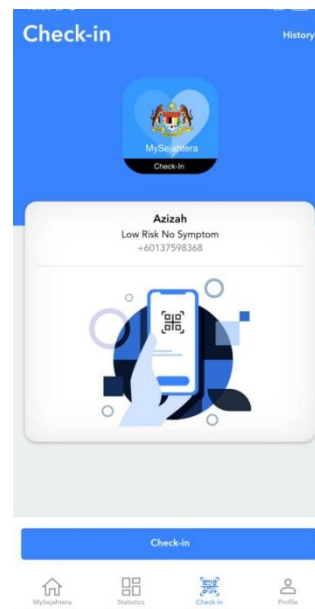 Check-in
History
MySejahtera
Check-In
Azizah
Low Risk No Symptom
+60137598368
Check-in
MySejahtera
Statistics
Check-in
Profile